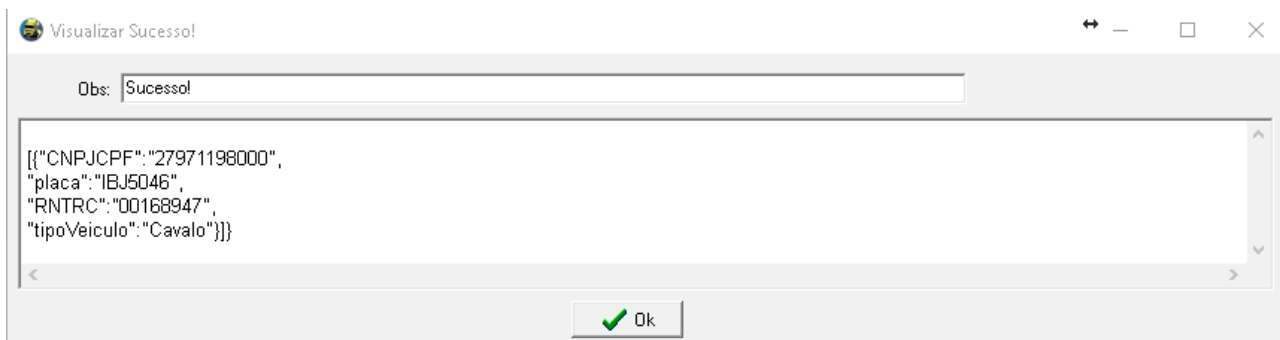 Visualizar Sucesso!
Obs: Sucesso!
[{"CNPJCPF":"27971198000",
"placa":"IBJ5046",
"RNTRC":"00168947",
"tipoVeiculo":"Cavalo"}]}
Ok